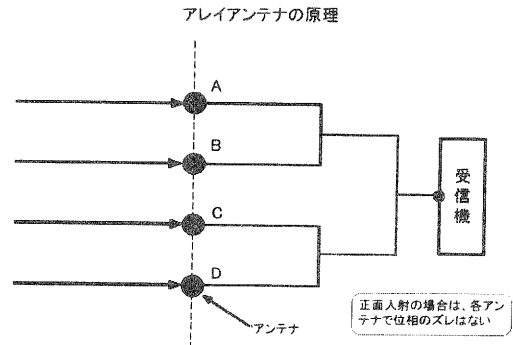 アレイアンテナの原理
A
B
C
D
受信機
アンテナ
正面入射の場合は、各アン
テナで位相のズレはない